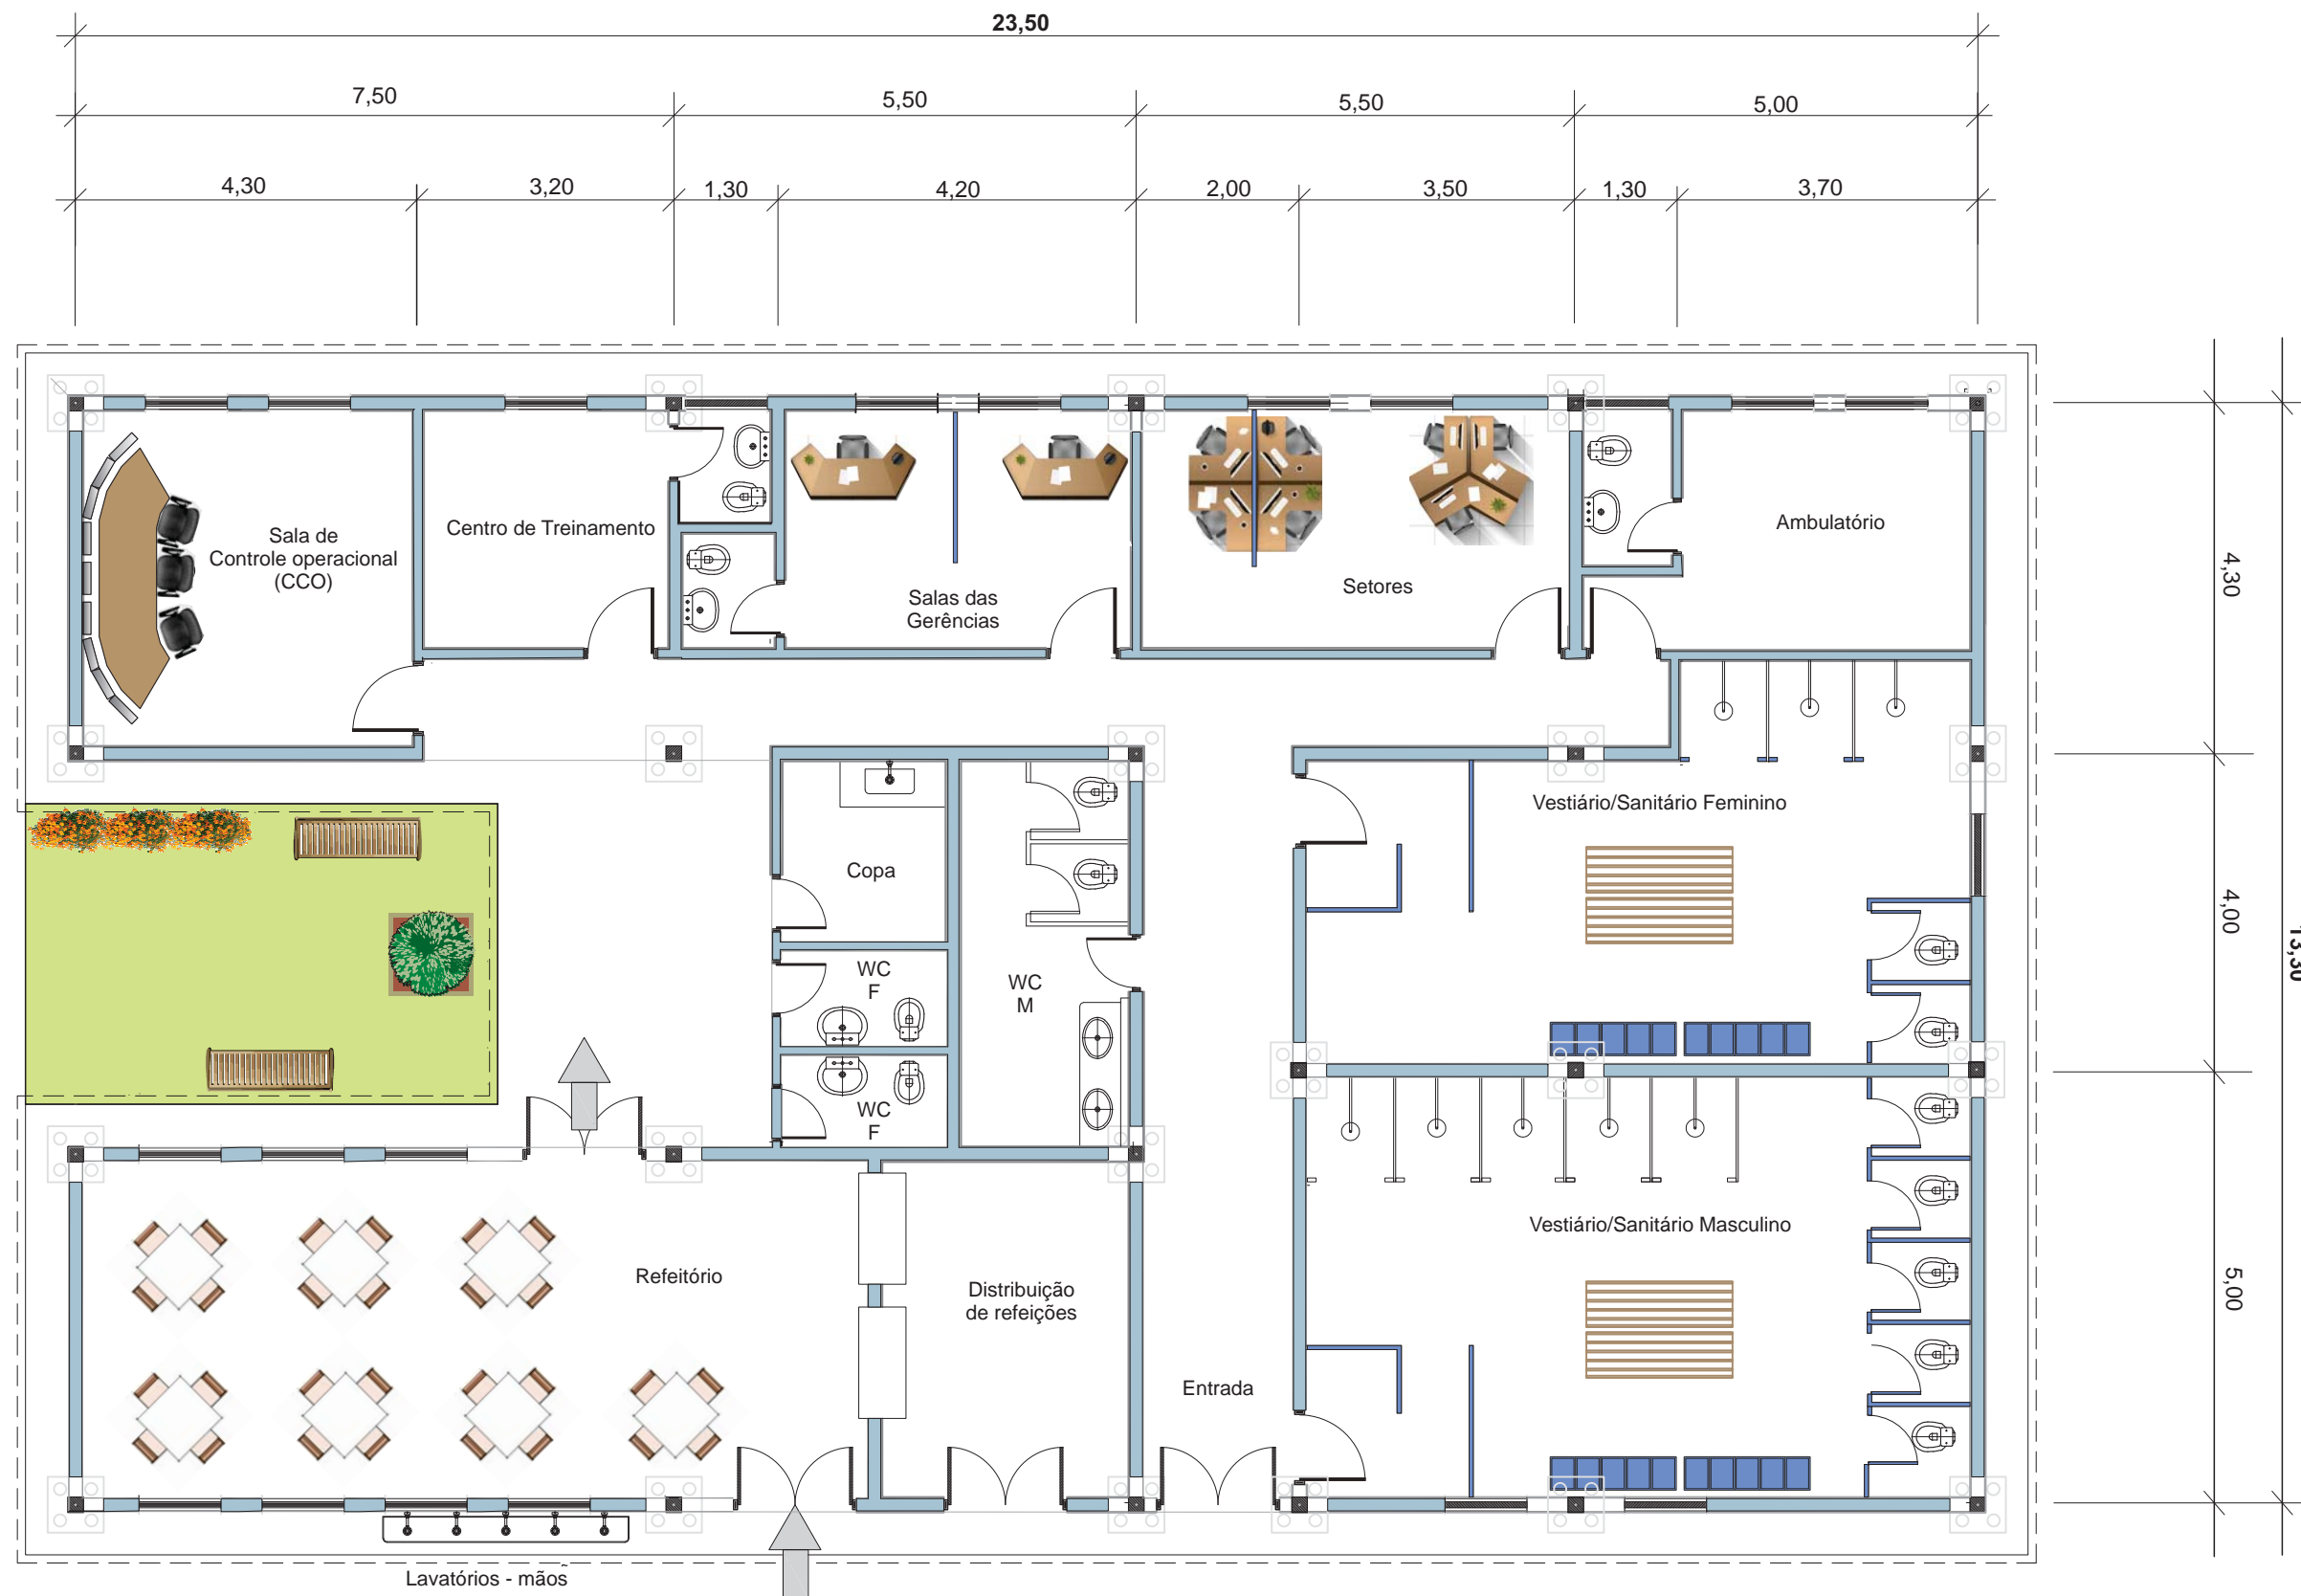 23,50
7,50
5,50
5,50
5,00
4,30
3,20
1,30
4,20
2,00
3,50
1,30
3,70
Sala de
Controle operacional
(CCO)
Centro de Treinamento
Salas das
Gerências
Setores
Ambulatório
4,30
Vestiário/Sanitário Feminino
Copa
4,00
13,30
WC
F
WC
M
WC
F
Vestiário/Sanitário Masculino
Refeitório
Distribuição
de refeições
5,00
Entrada
Lavatórios - mãos